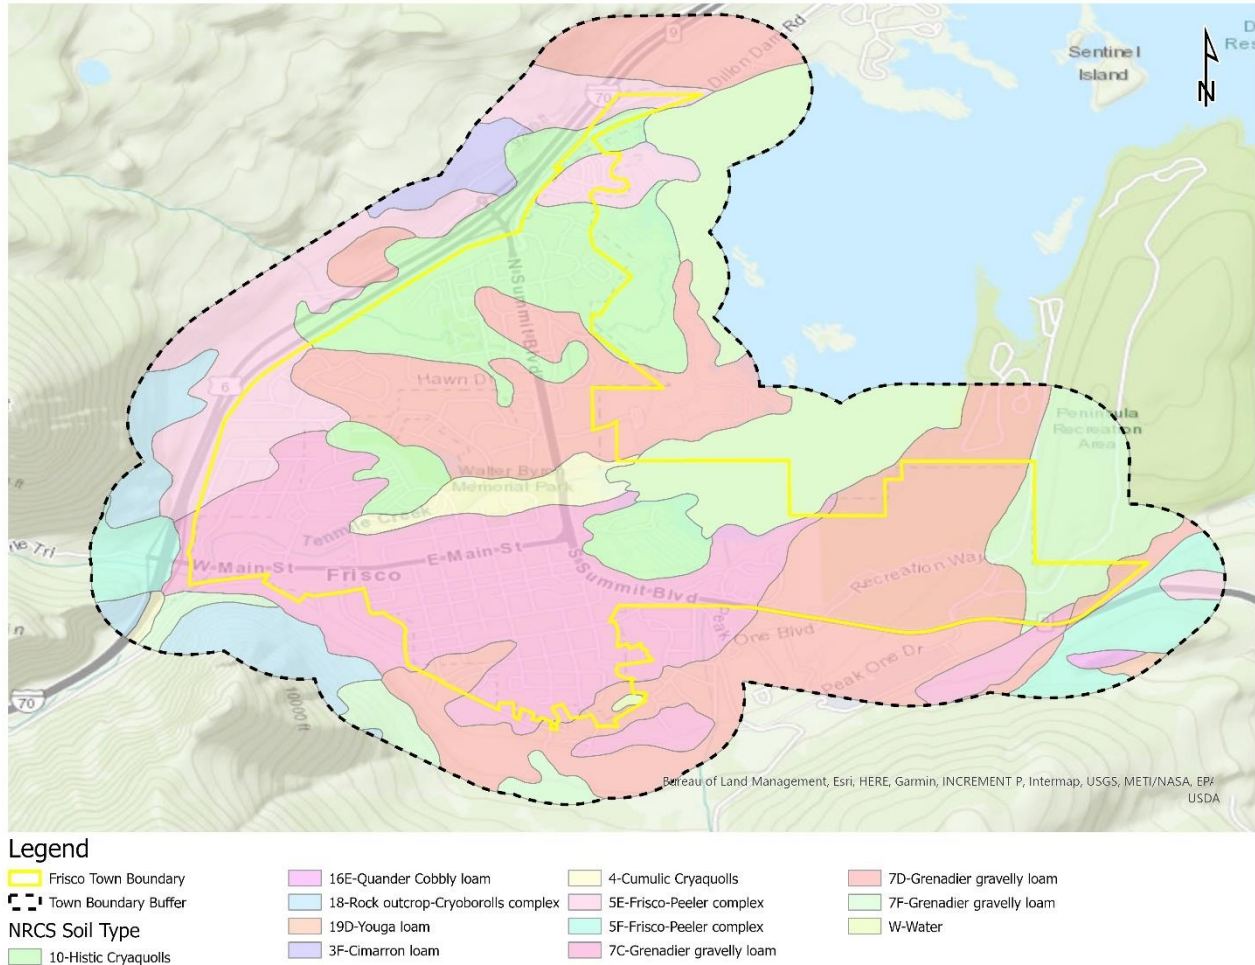 9
Dillon Dam Rd
70
Sentinel
Island
D
Res
N
N Summit Blvd
6
Hawn D
Peninsula
Recreation
Area
Walter Byron
Memorial Park
Tenmile Creek
E-Main-St
W-Main-St
Frisco
S-Summit-Blvd
Recreation Way
Peak
One Blvd
Peak One Dr
10000 ft
70
Bureau of Land Management, Esri, HERE, Garmin, INCREMENT P, Intermap, USGS, METI/NASA, EPA
USDA
Legend
Frisco Town Boundary
Town Boundary Buffer
NRCS Soil Type
10-Histic Cryaquolls
16E-Quander Cobbly loam
18-Rock outcrop-Cryoborolls complex
19D-Youga loam
3F-Cimarron loam
4-Cumulic Cryaquolls
5E-Frisco-Peeler complex
5F-Frisco-Peeler complex
7C-Grenadier gravelly loam
7D-Grenadier gravelly loam
7F-Grenadier gravelly loam
W-Water